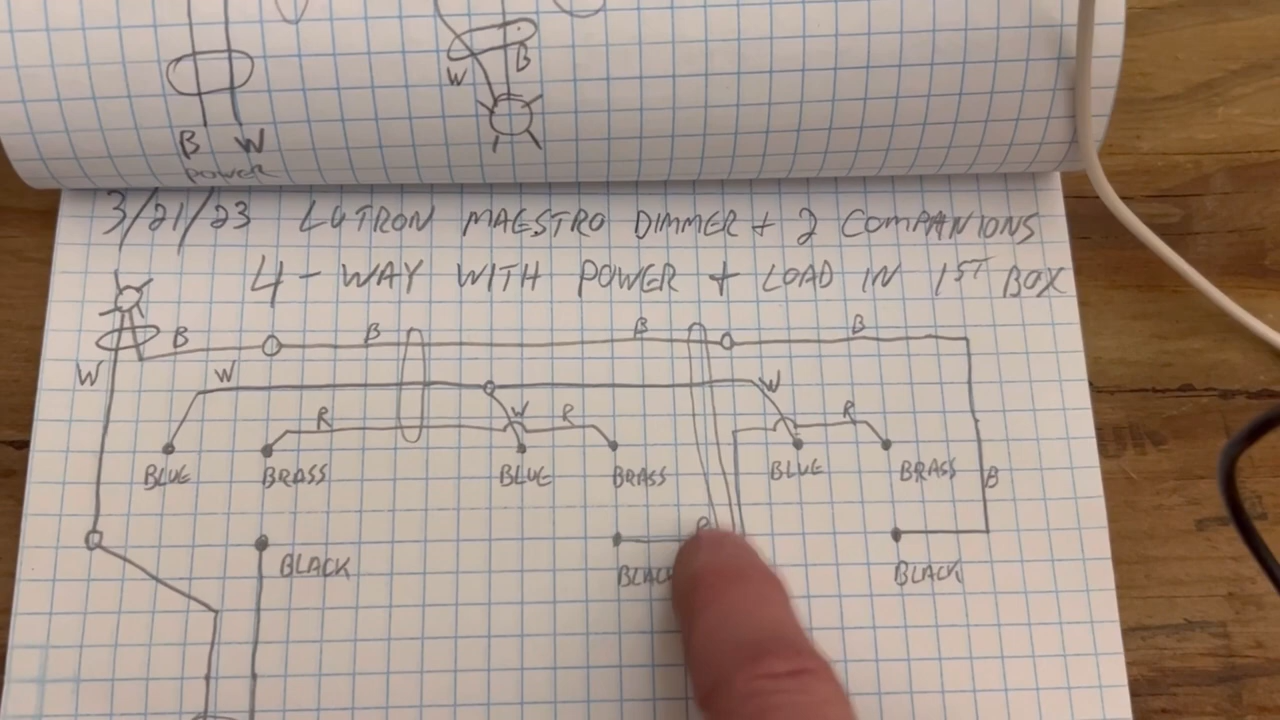 W B
B W
power
3/21/23 LUTRON MAESTRO DIMMER + 2 COMPANIONS
4-WAY WITH POWER + LOAD IN 1ST BOX
B B B B
W W W
R W R R
BLUE BRASS BLUE BRASS BLUE BRASS B
BLACK BLACK BLACK